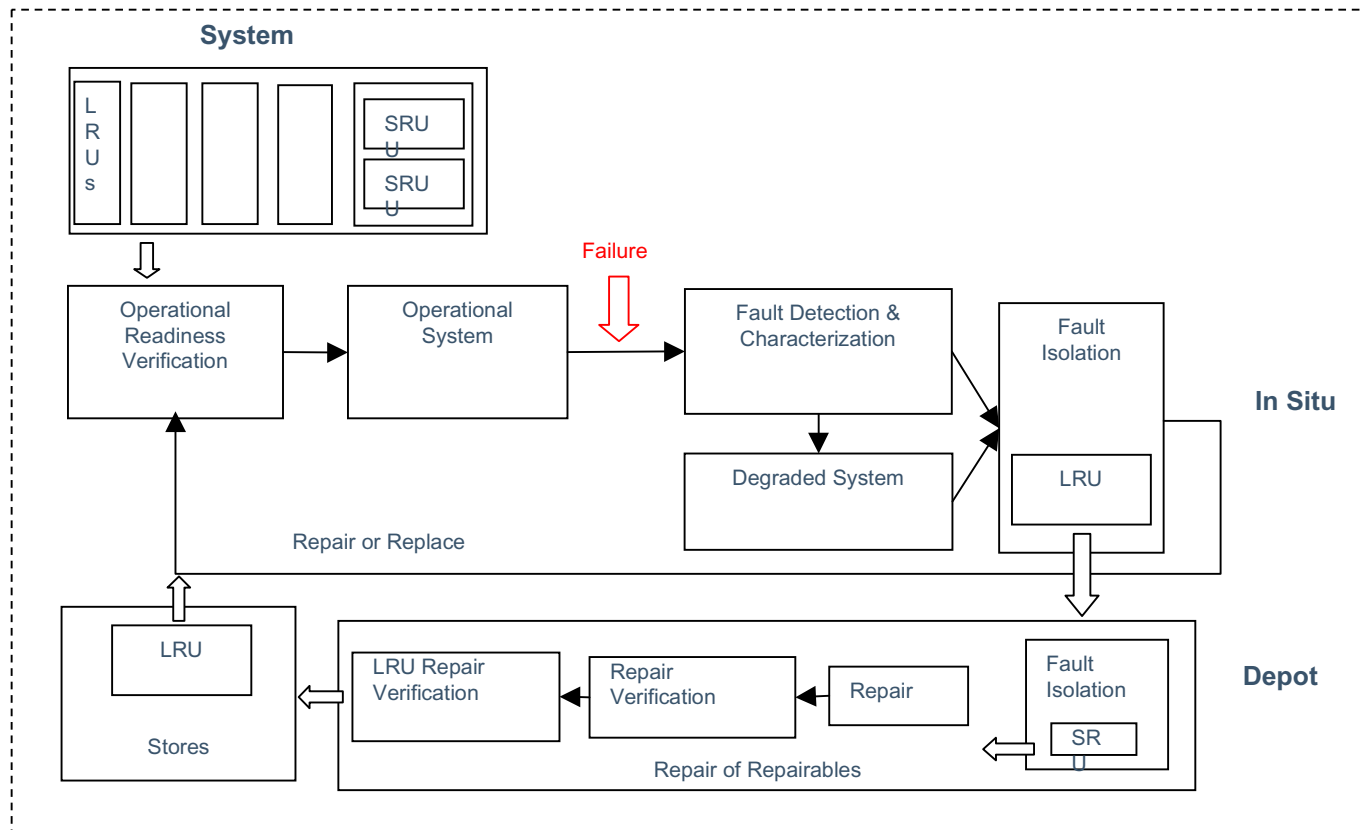 System
L
R
U
s
SRU
U
SRU
U
Failure
Operational
Readiness
Verification
Operational
System
Fault Detection &
Characterization
Fault
Isolation
In Situ
Degraded System
LRU
Repair or Replace
LRU
Stores
LRU Repair
Verification
Repair
Verification
Repair
Fault
Isolation
SR
U
Depot
Repair of Repairables